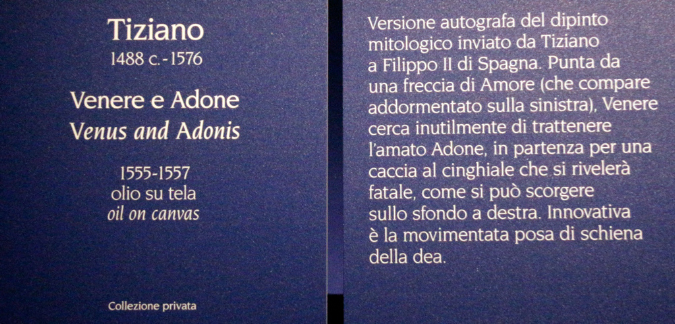 Tiziano
1488 c. - 1576
Venere e Adone
Venus and Adonis
1555-1557
olio su tela
oil on canvas
Collezione privata
Versione autografa del dipinto
mitologico inviato da Tiziano
a Filippo II di Spagna. Punta da
una freccia di Amore (che compare
addormentato sulla sinistra), Venere
cerca inutilmente di trattenere
l'amato Adone, in partenza per una
caccia al cinghiale che si rivelerà
fatale, come si può scorgere
sullo sfondo a destra. Innovativa
è la movimentata posa di schiena
della dea.